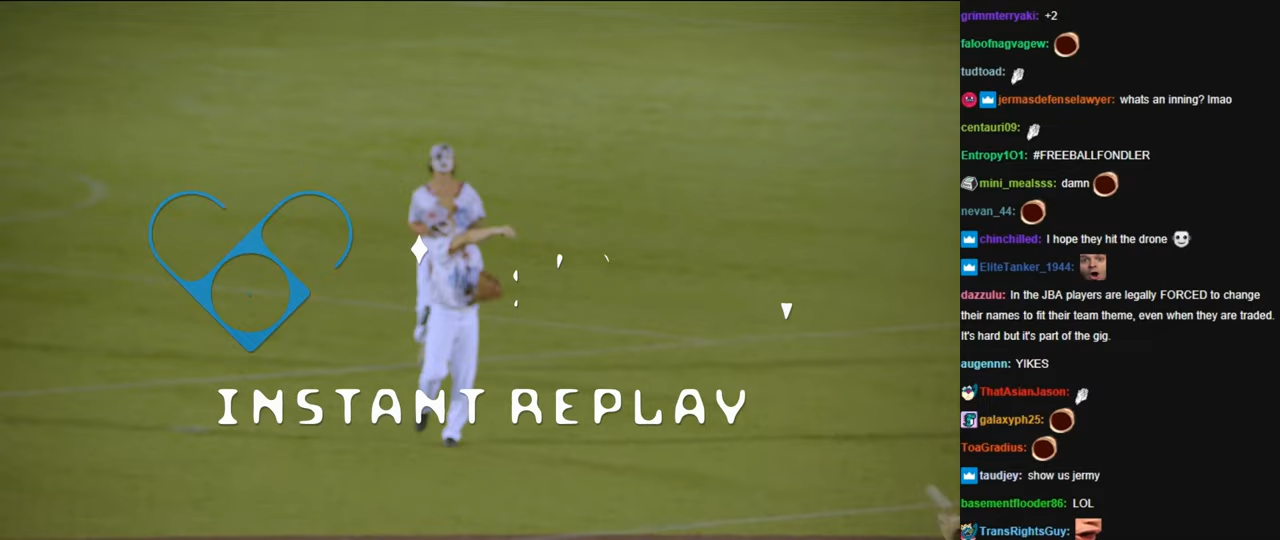 INSTANT REPLAY
grimmterryaki: +2
faloofnagvagew:
tudtoad:
jermasdefenselawyer: whats an inning? lmao
centauri09:
Entropy1O1: #FREEBALLFONDLER
mini_mealsss: damn
nevan_44:
chinchilled: I hope they hit the drone
EliteTanker_1944:
dazzulu: In the JBA players are legally FORCED to change
their names to fit their team theme, even when they are traded.
It's hard but it's part of the gig.
augennn: YIKES
ThatAsianJason:
galaxyph25:
ToaGradius:
taudjey: show us jermy
basementflooder86: LOL
TransRightsGuy: